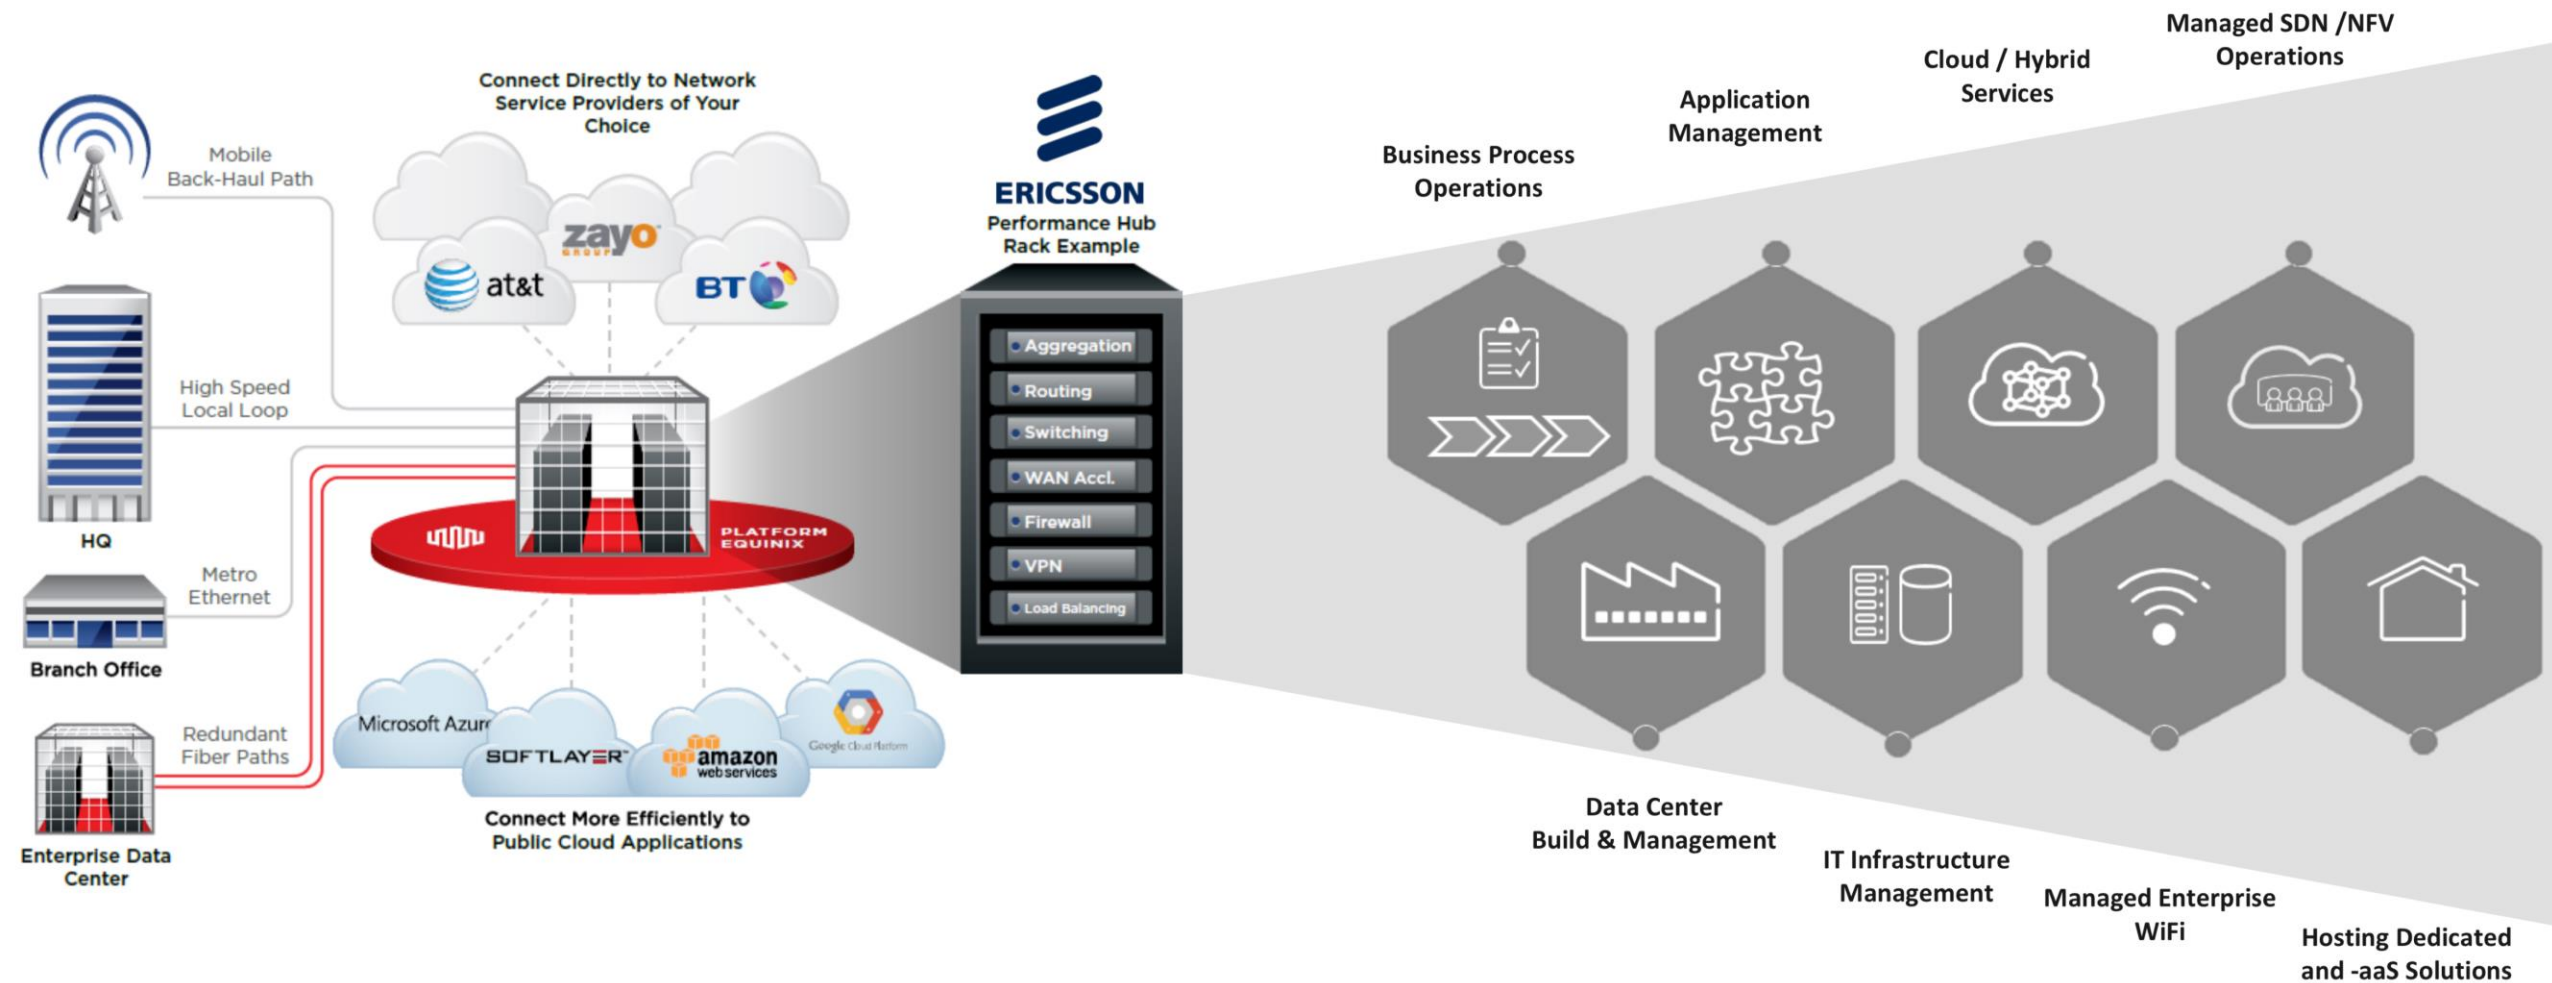 Connect Directly to Network
Service Providers of Your
Choice
Mobile
Back-Haul Path
zayo
GROUP
at&t
BT
High Speed
Local Loop
HQ
Metro
Ethernet
Branch Office
Redundant
Fiber Paths
Enterprise Data
Center
PLATFORM
EQUINIX
Microsoft Azure
SOFTLAYER
amazon
webservices
Google Cloud Platform
Connect More Efficiently to
Public Cloud Applications
ERICSSON
Performance Hub
Rack Example
Aggregation
Routing
Switching
WAN Accl.
Firewall
VPN
Load Balancing
Business Process
Operations
Application
Management
Cloud / Hybrid
Services
Managed SDN /NFV
Operations
Data Center
Build & Management
IT Infrastructure
Management
Managed Enterprise
WiFi
Hosting Dedicated
and -aaS Solutions